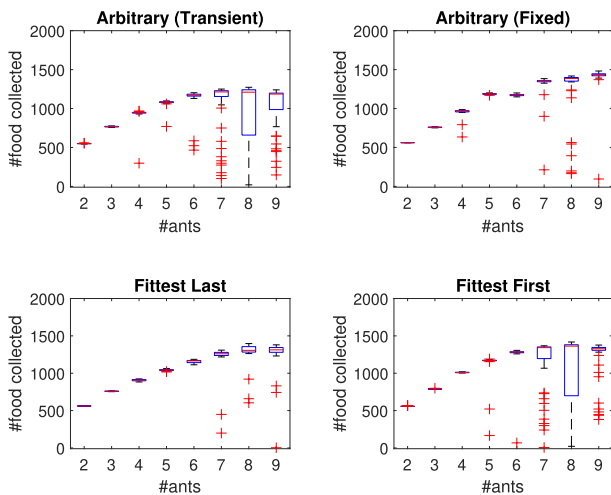 Arbitrary (Transient)
2000
1500
1000
500
0
#food collected
2 3 4 5 6 7 8 9
#ants
Arbitrary (Fixed)
2000
1500
1000
500
0
#food collected
2 3 4 5 6 7 8 9
#ants
Fittest Last
2000
1500
1000
500
0
#food collected
2 3 4 5 6 7 8 9
#ants
Fittest First
2000
1500
1000
500
0
#food collected
2 3 4 5 6 7 8 9
#ants